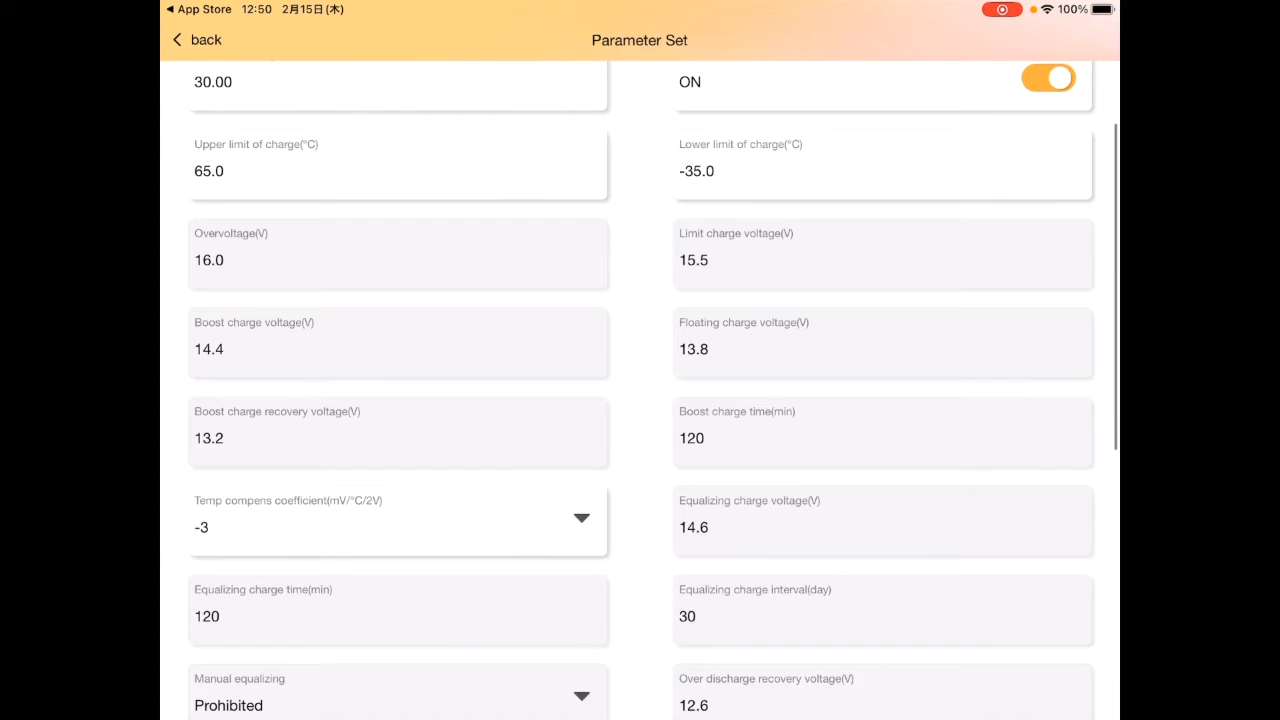 App Store 12:50 2月15日(木) 100%
back
Parameter Set
30.00
ON
Upper limit of charge(°C)
65.0
Lower limit of charge(°C)
-35.0
Overvoltage(V)
16.0
Limit charge voltage(V)
15.5
Boost charge voltage(V)
14.4
Floating charge voltage(V)
13.8
Boost charge recovery voltage(V)
13.2
Boost charge time(min)
120
Temp compens coefficient(mV/°C/2V)
-3
Equalizing charge voltage(V)
14.6
Equalizing charge time(min)
120
Equalizing charge interval(day)
30
Manual equalizing
Prohibited
Over discharge recovery voltage(V)
12.6